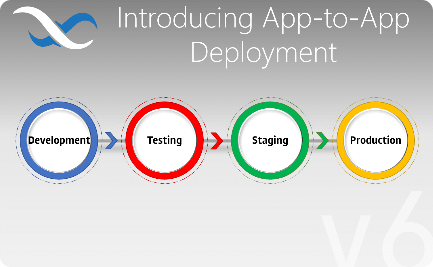 Introducing App-to-App
Deployment
Development
Testing
Staging
Production
v6